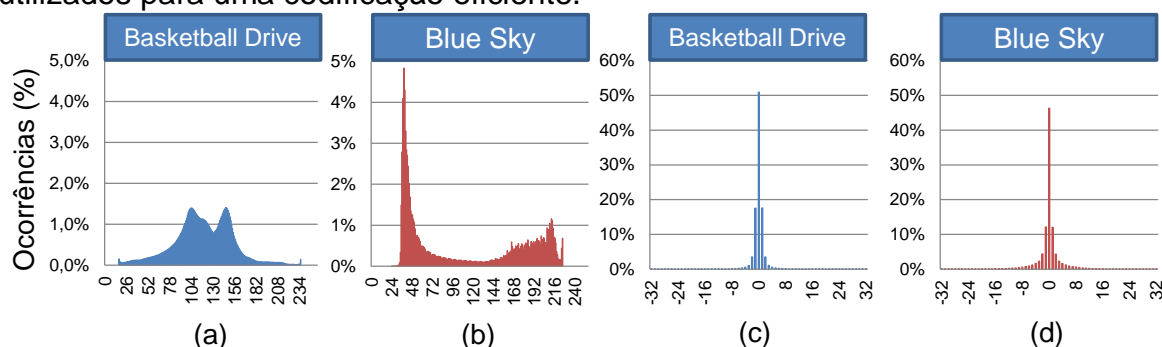 utilizados para uma codificação eficiente.
Basketball Drive
Blue Sky
Basketball Drive
Blue Sky
Ocorrências (%)
5,0%
4,0%
3,0%
2,0%
1,0%
0,0%
0 26 52 78 104 130 156 182 208 234
(a)
5%
4%
3%
2%
1%
0%
0 24 48 72 96 120 144 168 192 216 240
(b)
60%
50%
40%
30%
20%
10%
0%
-32 -24 -16 -8 0 8 16 24 32
(c)
60%
50%
40%
30%
20%
10%
0%
-32 -24 -16 -8 0 8 16 24 32
(d)